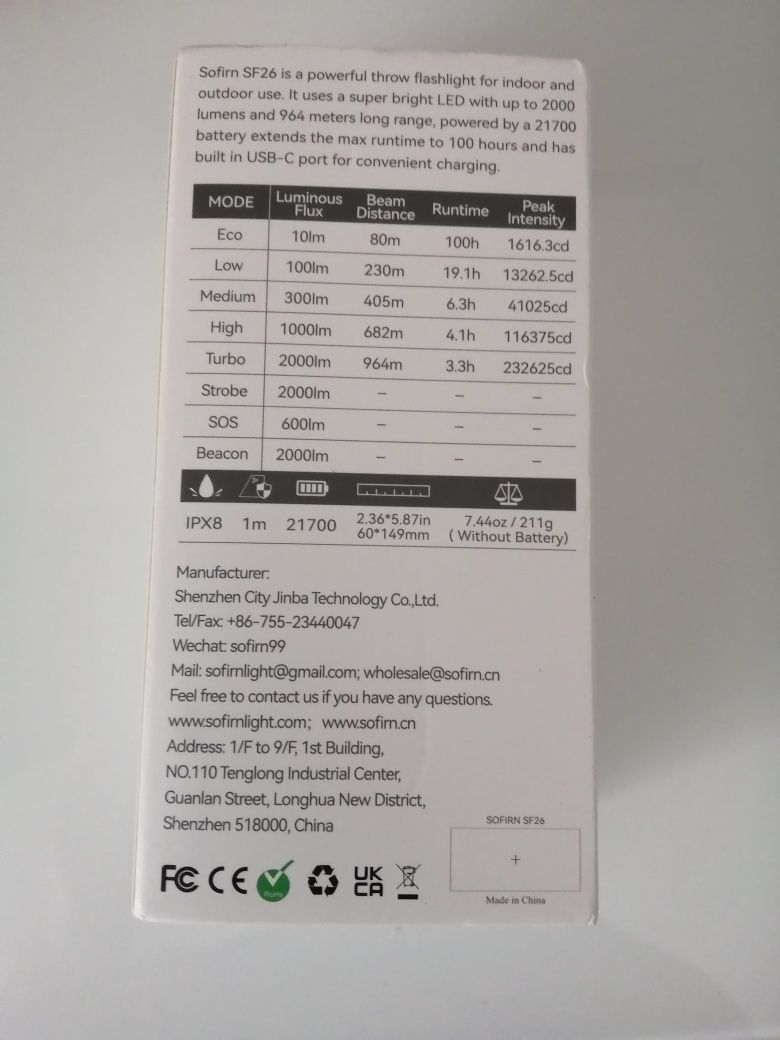 Sofirn SF26 is a powerful throw flashlight for indoor and
outdoor use. It uses a super bright LED with up to 2000
lumens and 964 meters long range, powered by a 21700
battery extends the max runtime to 100 hours and has
built in USB-C port for convenient charging.
MODE Luminous Flux Beam Distance Runtime Peak Intensity
Eco 10lm 80m 100h 1616.3cd
Low 100lm 230m 19.1h 13262.5cd
Medium 300lm 405m 6.3h 41025cd
High 1000lm 682m 4.1h 116375cd
Turbo 2000lm 964m 3.3h 232625cd
Strobe 2000lm – – –
SOS 600lm – – –
Beacon 2000lm – – –
IPX8 1m 21700 2.36*5.87in 60*149mm 7.44oz / 211g ( Without Battery)
Manufacturer:
Shenzhen City Jinba Technology Co.,Ltd.
Tel/Fax: +86-755-23440047
Wechat: sofirn99
Mail: sofirnlight@gmail.com; wholesale@sofirn.cn
Feel free to contact us if you have any questions.
www.sofirnlight.com; www.sofirn.cn
Address: 1/F to 9/F, 1st Building,
NO.110 Tenglong Industrial Center,
Guanlan Street, Longhua New District,
Shenzhen 518000, China
SOFIRN SF26
+
Made in China
FC CE RoHS UK CA